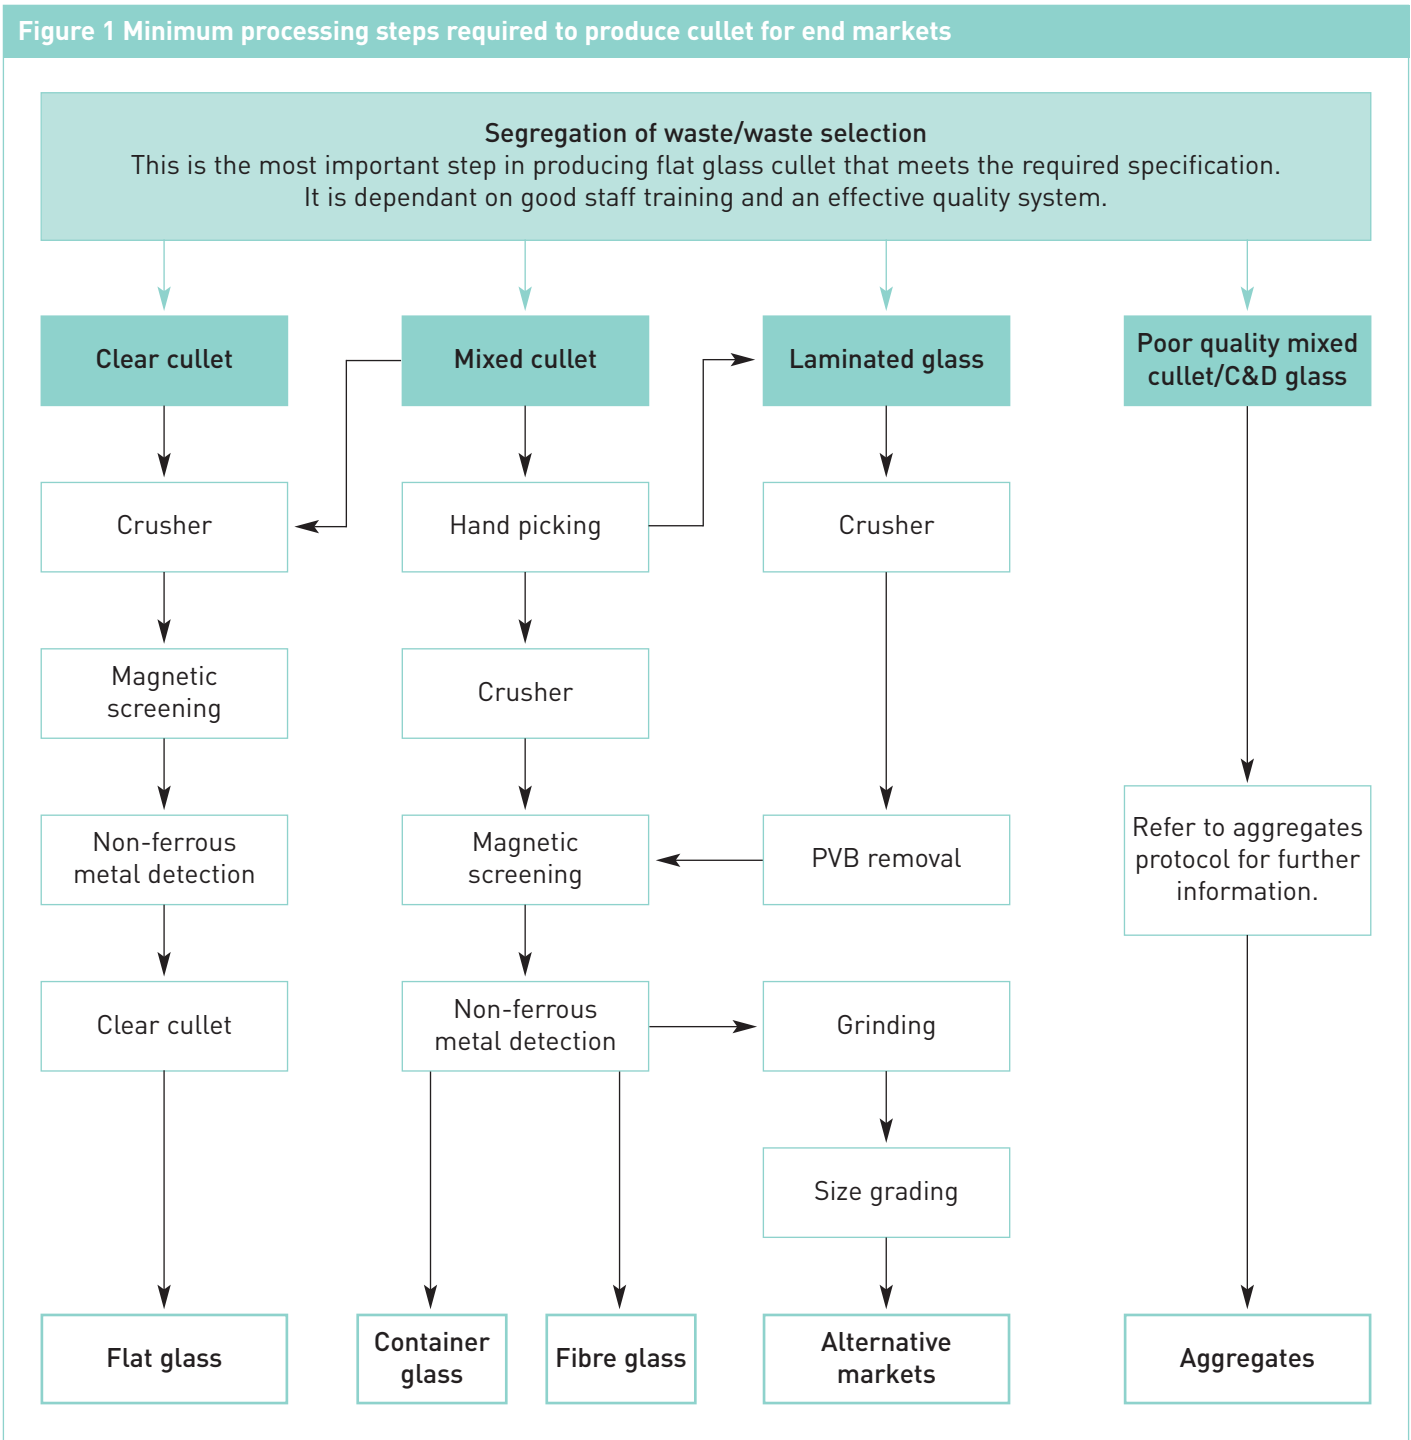 Figure 1 Minimum processing steps required to produce cullet for end markets
Segregation of waste/waste selection
This is the most important step in producing flat glass cullet that meets the required specification.
It is dependant on good staff training and an effective quality system.
Clear cullet
Mixed cullet
Laminated glass
Poor quality mixed
cullet/C&D glass
Crusher
Hand picking
Crusher
Magnetic
screening
Crusher
Non-ferrous
metal detection
Magnetic
screening
PVB removal
Refer to aggregates
protocol for further
information.
Clear cullet
Non-ferrous
metal detection
Grinding
Size grading
Flat glass
Container
glass
Fibre glass
Alternative
markets
Aggregates